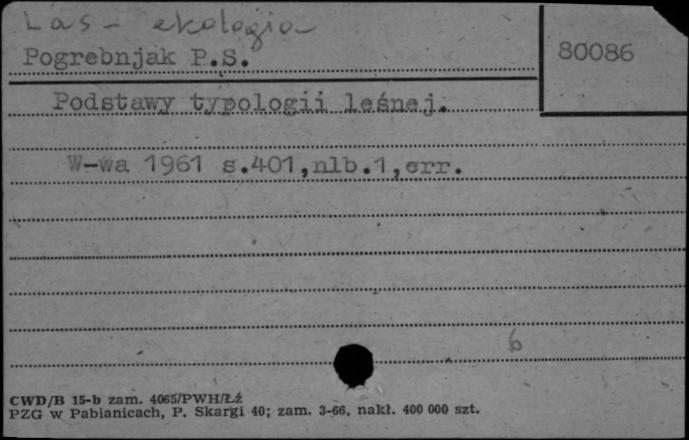 Las - ekologia
Pogrebnjak P.S.
80086
Podstawy typologii leśnej.
W-wa 1961 s.401,nlb.1,err.
6
CWD/B 15-b zam. 4065/PWH/Łź
PZG w Pabianicach, P. Skargi 40; zam. 3-66, nakł. 400 000 szt.